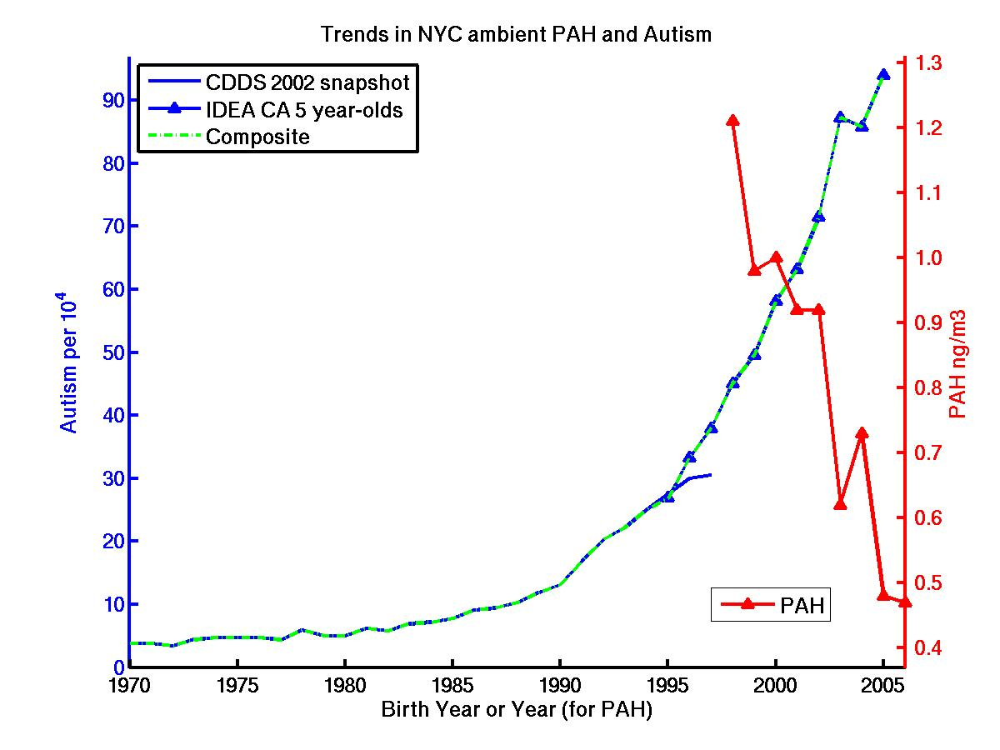 Trends in NYC ambient PAH and Autism
CDDS 2002 snapshot
IDEA CA 5 year-olds
Composite
90
80
70
60
50
40
30
20
10
0
Autism per 10⁴
1.3
1.2
1.1
1.0
0.9
0.8
0.7
0.6
0.5
0.4
PAH ng/m3
PAH
1970 1975 1980 1985 1990 1995 2000 2005
Birth Year or Year (for PAH)